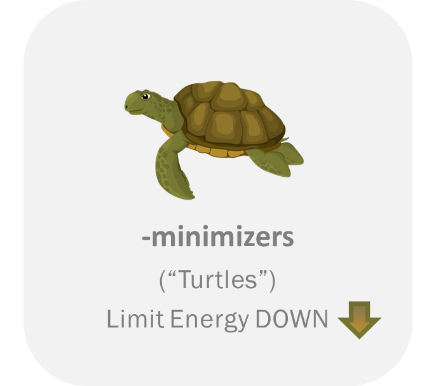 -minimizers
(“Turtles”)
Limit Energy DOWN